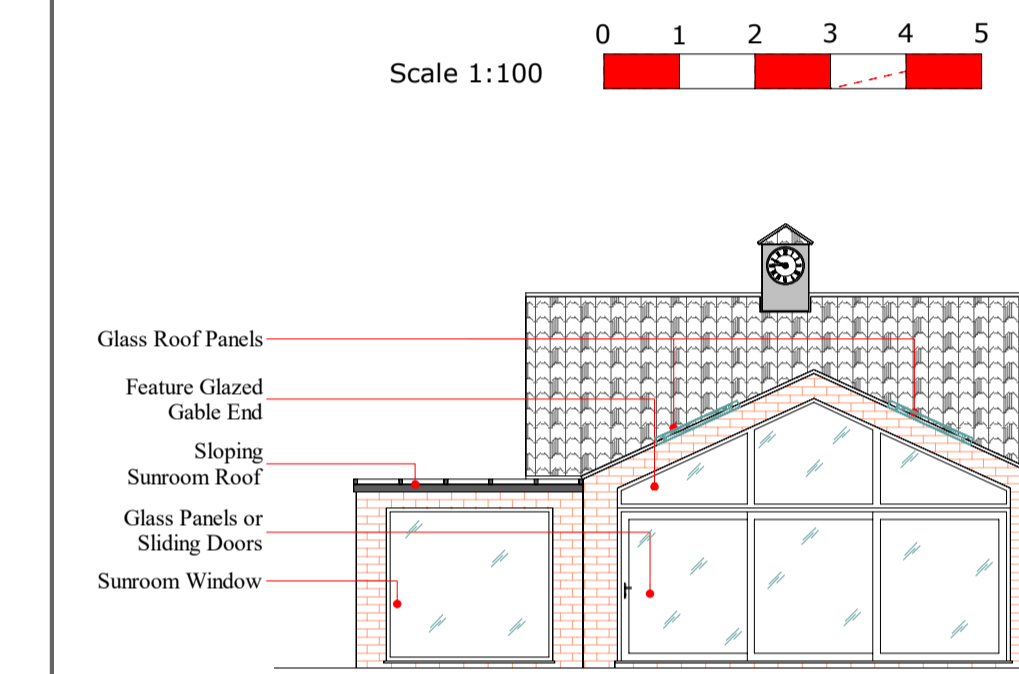 0 1 2 3 4 5
Scale 1:100
Glass Roof Panels
Feature Glazed
Gable End
Sloping
Sunroom Roof
Glass Panels or
Sliding Doors
Sunroom Window